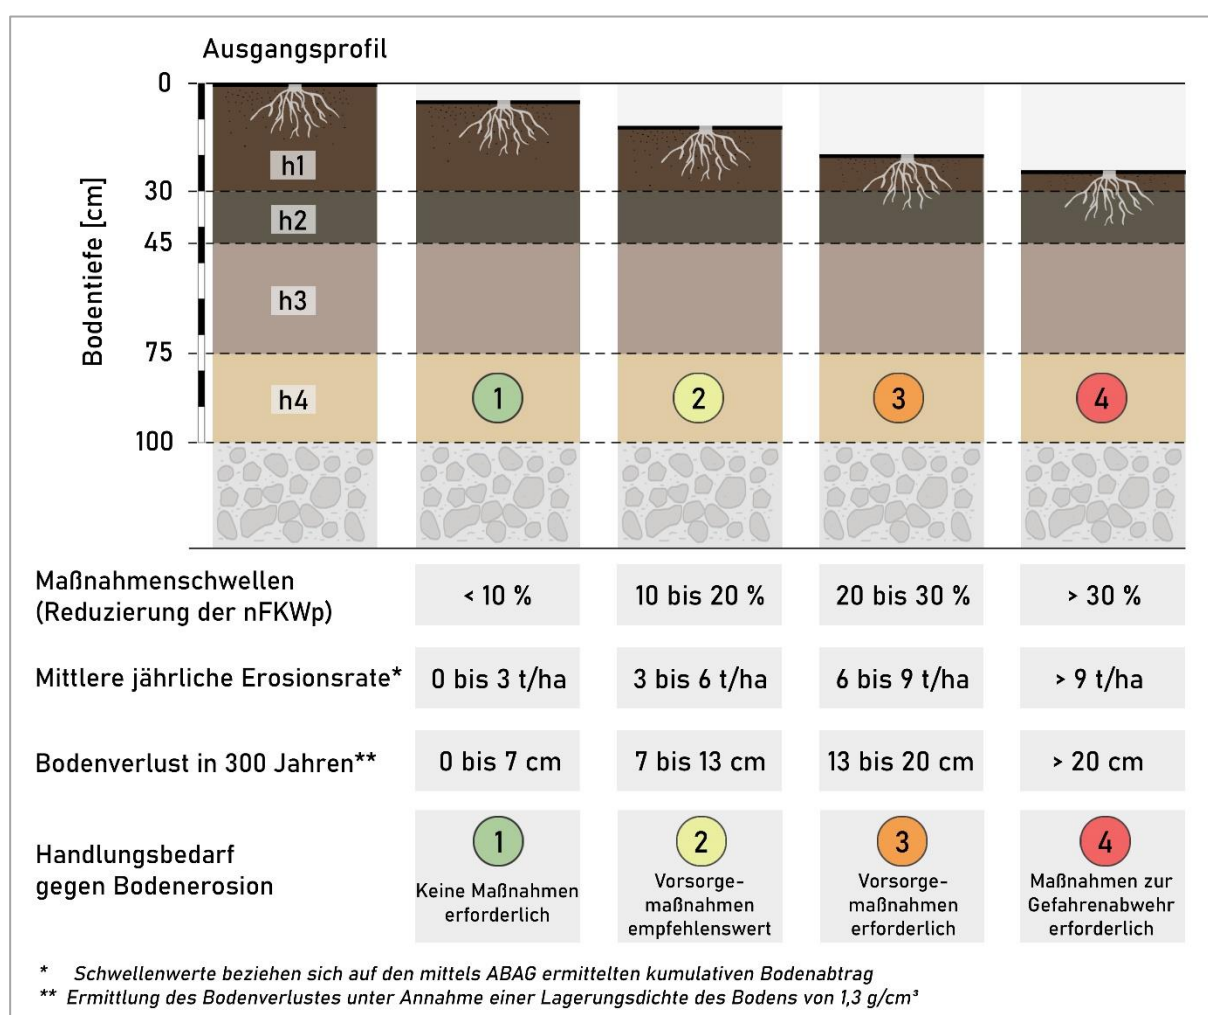 Ausgangsprofil
Bodentiefe [cm]
0
30
45
75
100
h1
h2
h3
h4
1
2
3
4
Maßnahmenschwellen
(Reduzierung der nFKWp)
< 10 %
10 bis 20 %
20 bis 30 %
> 30 %
Mittlere jährliche Erosionsrate*
0 bis 3 t/ha
3 bis 6 t/ha
6 bis 9 t/ha
> 9 t/ha
Bodenverlust in 300 Jahren**
0 bis 7 cm
7 bis 13 cm
13 bis 20 cm
> 20 cm
Handlungsbedarf
gegen Bodenerosion
1
Keine Maßnahmen
erforderlich
2
Vorsorge-
maßnahmen
empfehlenswert
3
Vorsorge-
maßnahmen
erforderlich
4
Maßnahmen zur
Gefahrenabwehr
erforderlich
* Schwellenwerte beziehen sich auf den mittels ABAG ermittelten kumulativen Bodenabtrag
** Ermittlung des Bodenverlustes unter Annahme einer Lagerungsdichte des Bodens von 1,3 g/cm³